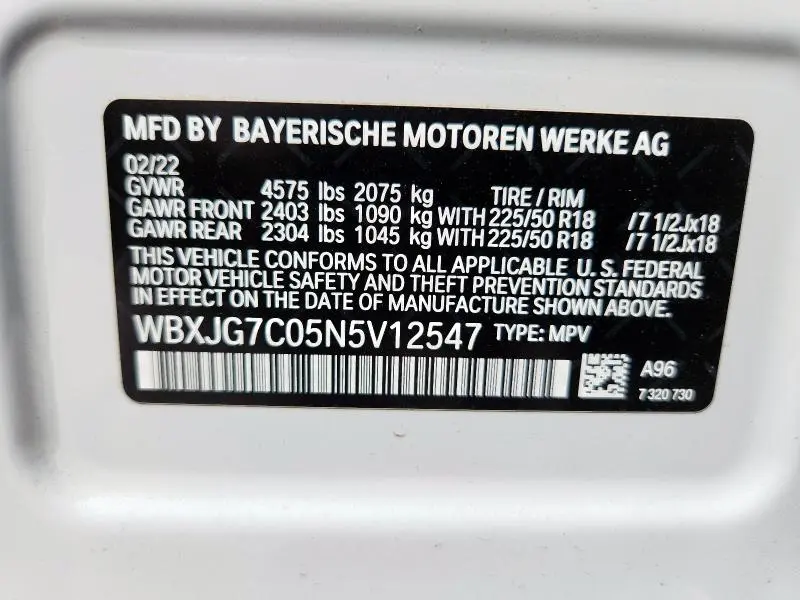 MFD BY BAYERISCHE MOTOREN WERKE AG
02/22
GVWR 4575 lbs 2075 kg TIRE / RIM
GAWR FRONT 2403 lbs 1090 kg WITH 225/50 R18 /7 1/2Jx18
GAWR REAR 2304 lbs 1045 kg WITH 225/50 R18 /7 1/2Jx18
THIS VEHICLE CONFORMS TO ALL APPLICABLE U. S. FEDERAL
MOTOR VEHICLE SAFETY AND THEFT PREVENTION STANDARDS
IN EFFECT ON THE DATE OF MANUFACTURE SHOWN ABOVE.
WBXJG7C05N5V12547 TYPE: MPV
A96
7 320 730